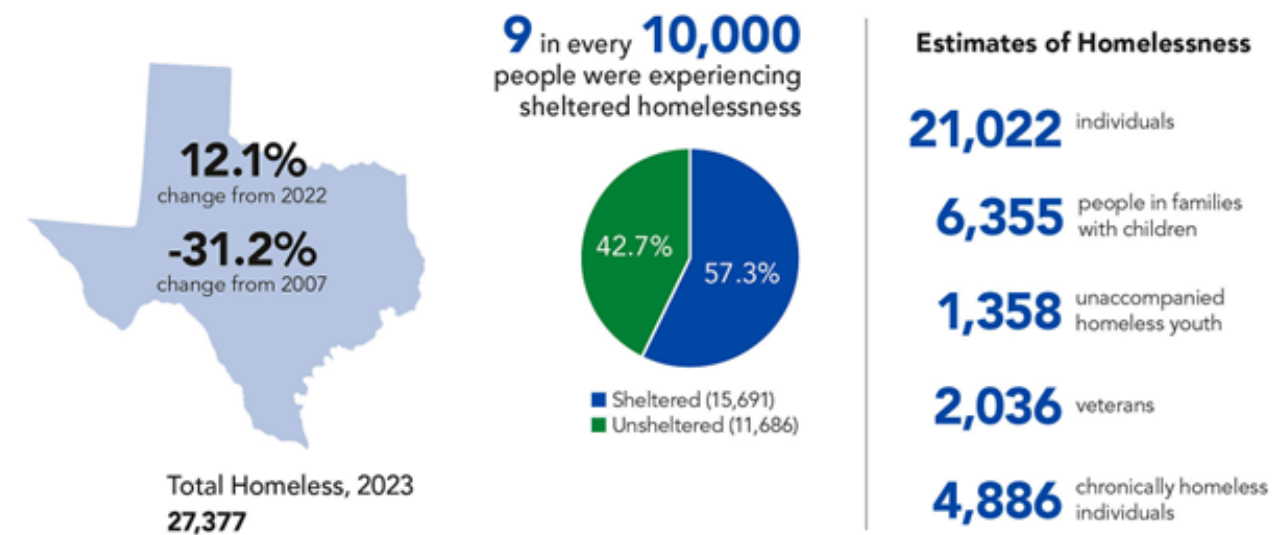 12.1%
change from 2022
-31.2%
change from 2007
Total Homeless, 2023
27,377
9 in every 10,000
people were experiencing
sheltered homelessness
42.7%
57.3%
Sheltered (15,691)
Unsheltered (11,686)
Estimates of Homelessness
21,022 individuals
6,355 people in families
with children
1,358 unaccompanied
homeless youth
2,036 veterans
4,886 chronically homeless
individuals